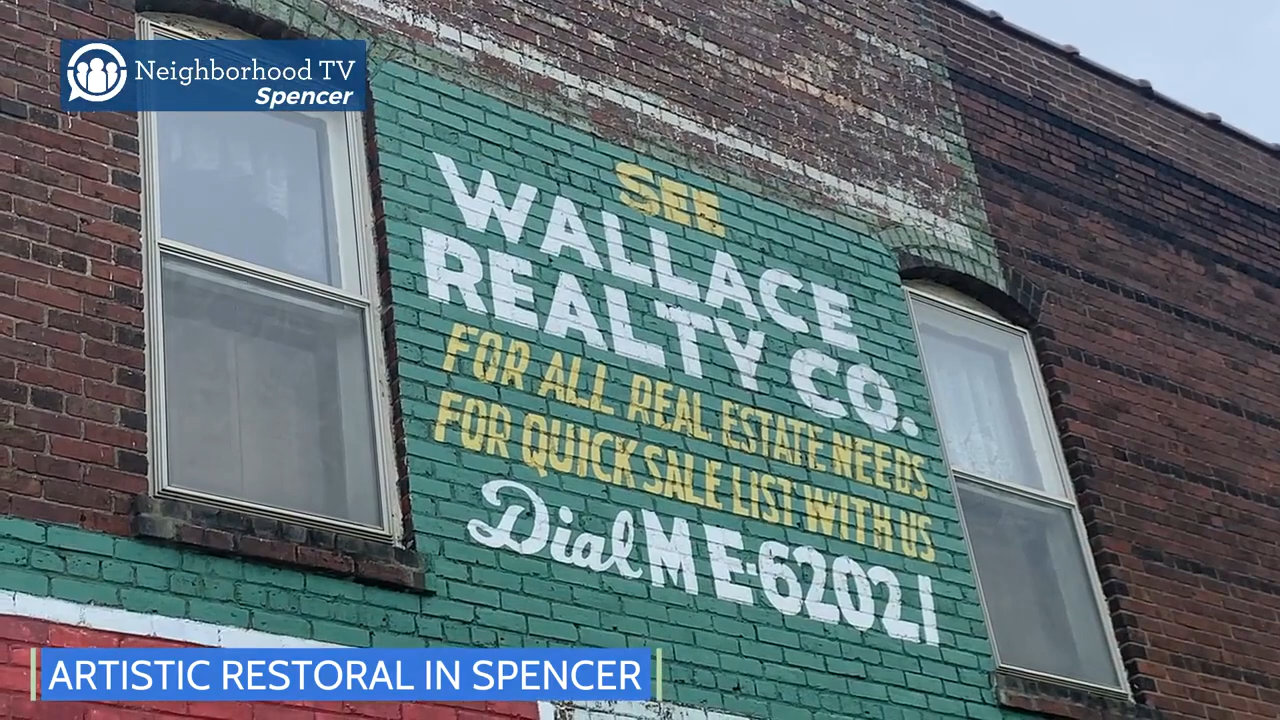 Neighborhood TV
Spencer
SEE
WALLACE
REALTY CO.
FOR ALL REAL ESTATE NEEDS
FOR QUICK SALE LIST WITH US
Dial ME-62021
ARTISTIC RESTORAL IN SPENCER